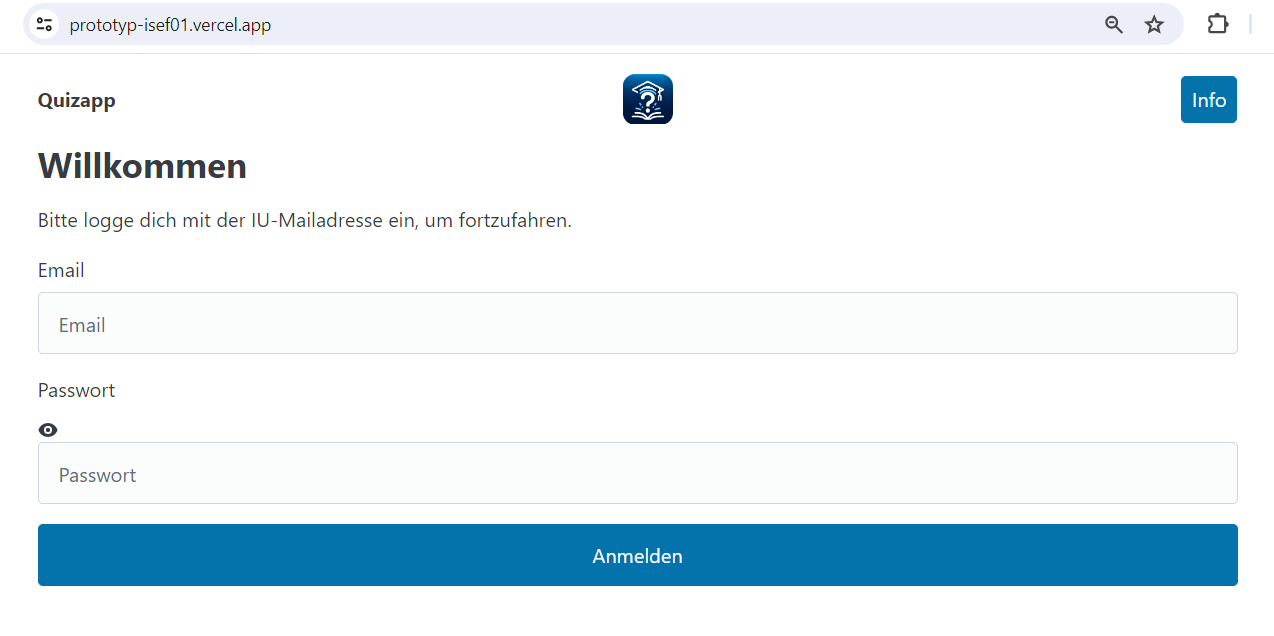 prototyp-isef01.vercel.app
Quizapp
?
Info
Willkommen
Bitte logge dich mit der IU-Mailadresse ein, um fortzufahren.
Email
Email
Passwort
Passwort
Anmelden